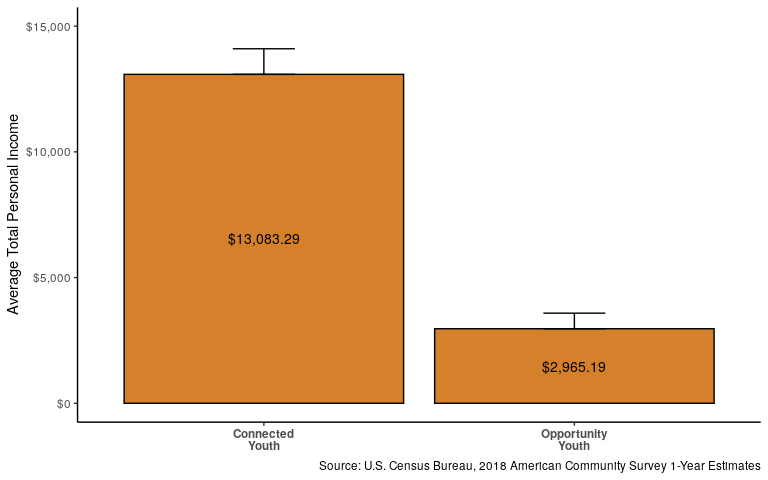 Average Total Personal Income
$15,000
$10,000
$5,000
$0
$13,083.29
$2,965.19
Connected
Youth
Opportunity
Youth
Source: U.S. Census Bureau, 2018 American Community Survey 1-Year Estimates